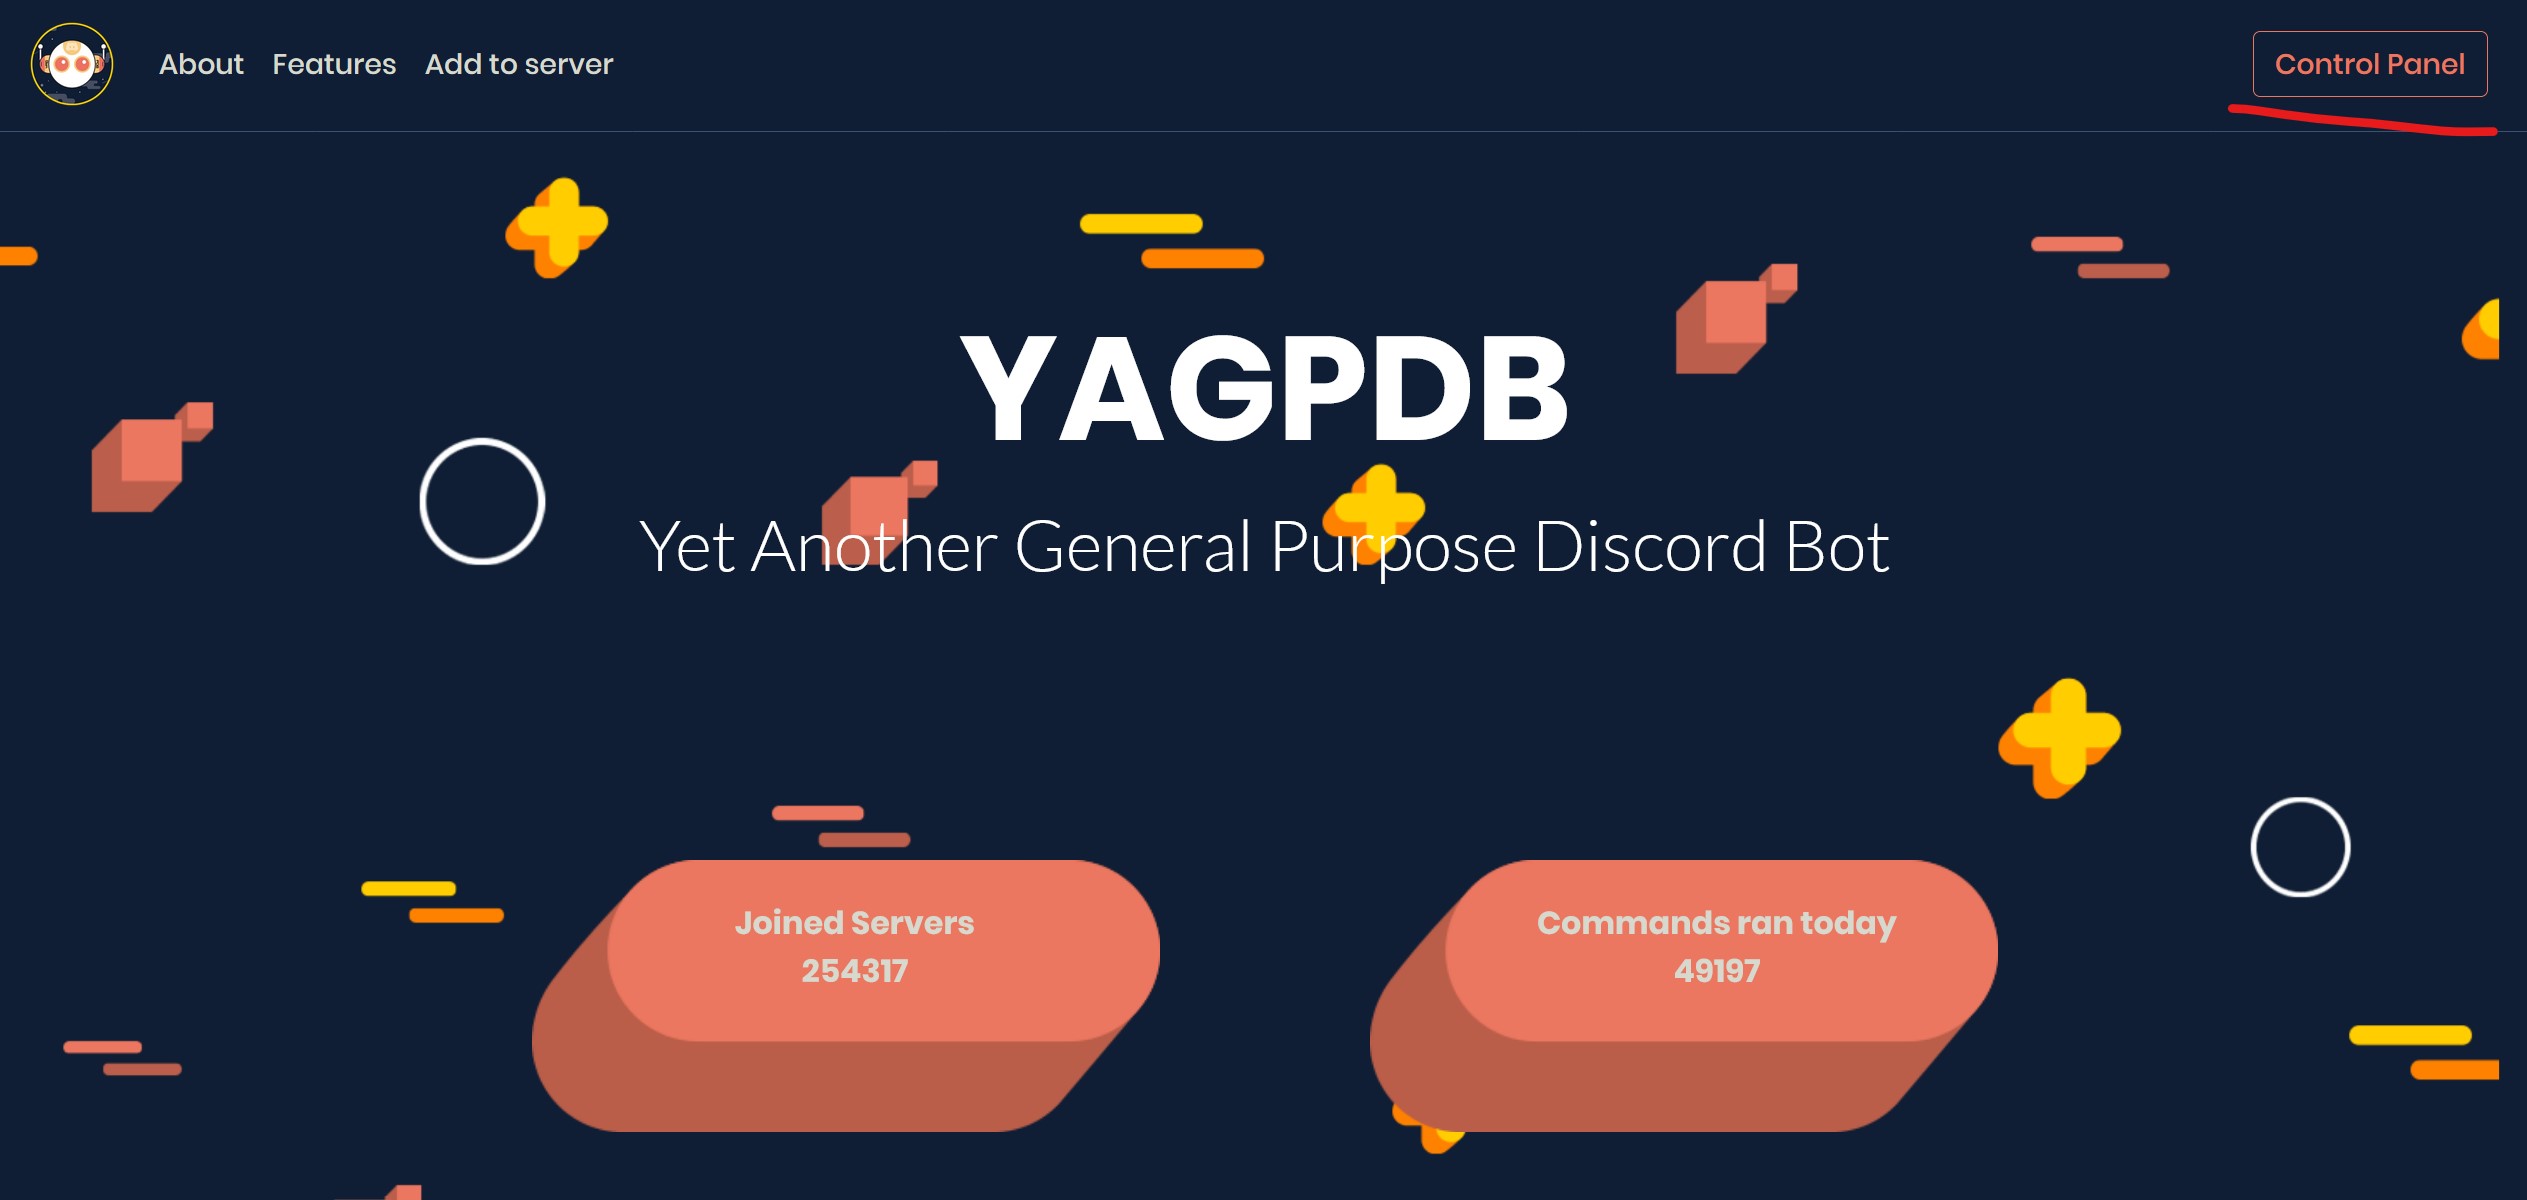 About Features Add to server Control Panel
YAGPDB
Yet Another General Purpose Discord Bot
Joined Servers
254317
Commands ran today
49197